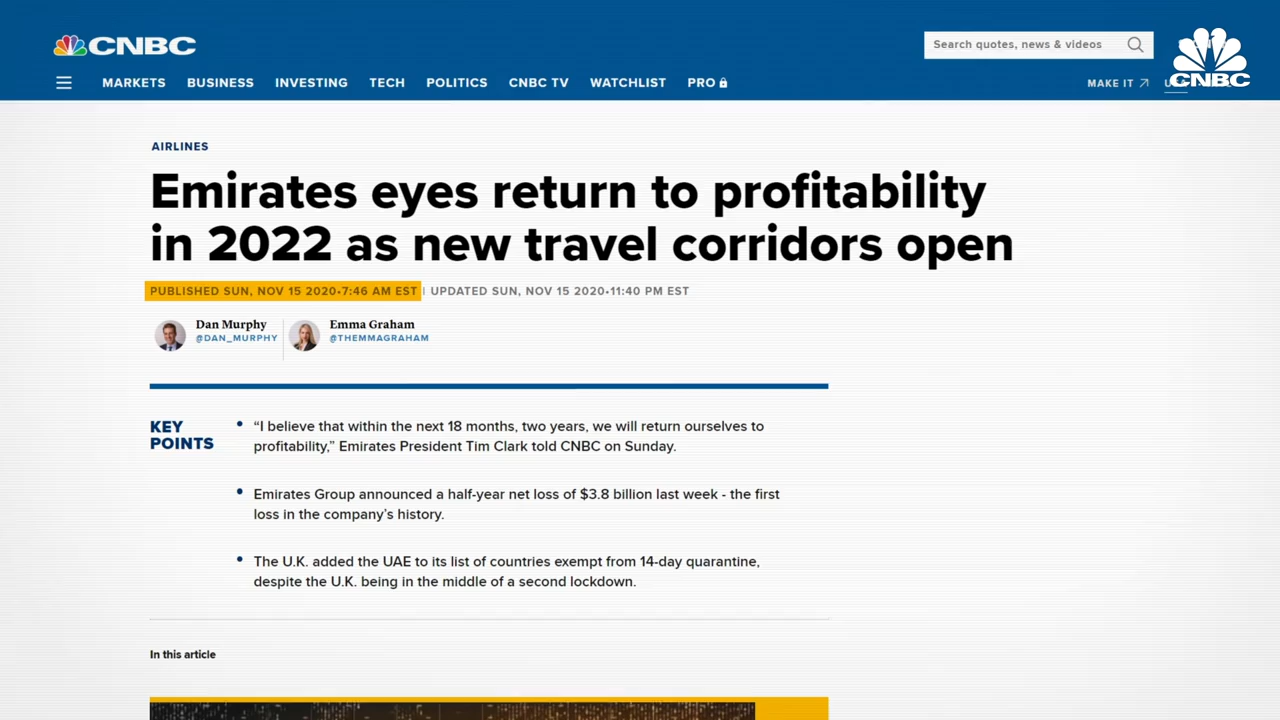 CNBC
Search quotes, news & videos
CNBC
MARKETS BUSINESS INVESTING TECH POLITICS CNBC TV WATCHLIST PRO
MAKE IT
AIRLINES
Emirates eyes return to profitability
in 2022 as new travel corridors open
PUBLISHED SUN, NOV 15 2020•7:46 AM EST | UPDATED SUN, NOV 15 2020•11:40 PM EST
Dan Murphy Emma Graham
@DAN_MURPHY @THEMMAGRAHAM
KEY
POINTS
• “I believe that within the next 18 months, two years, we will return ourselves to
profitability,” Emirates President Tim Clark told CNBC on Sunday.
• Emirates Group announced a half-year net loss of $3.8 billion last week - the first
loss in the company’s history.
• The U.K. added the UAE to its list of countries exempt from 14-day quarantine,
despite the U.K. being in the middle of a second lockdown.
In this article